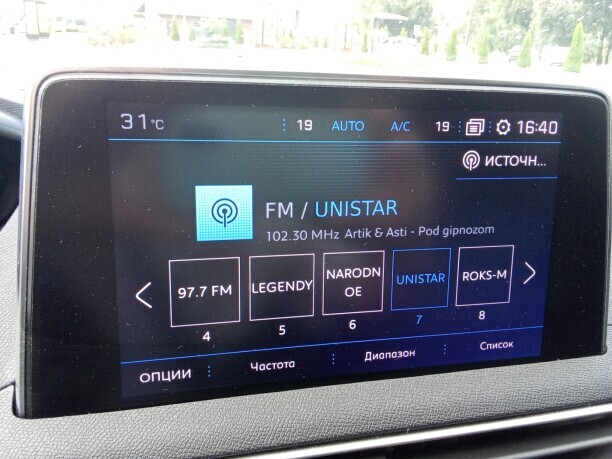 31°C 19 AUTO A/C 19 16:40
ИСТОЧН...
FM / UNISTAR
102.30 MHz Artik & Asti - Pod gipnozom
97.7 FM
LEGENDY
NARODN
OE
UNISTAR
ROKS-M
4 5 6 7 8
ОПЦИИ Частота Диапазон Список